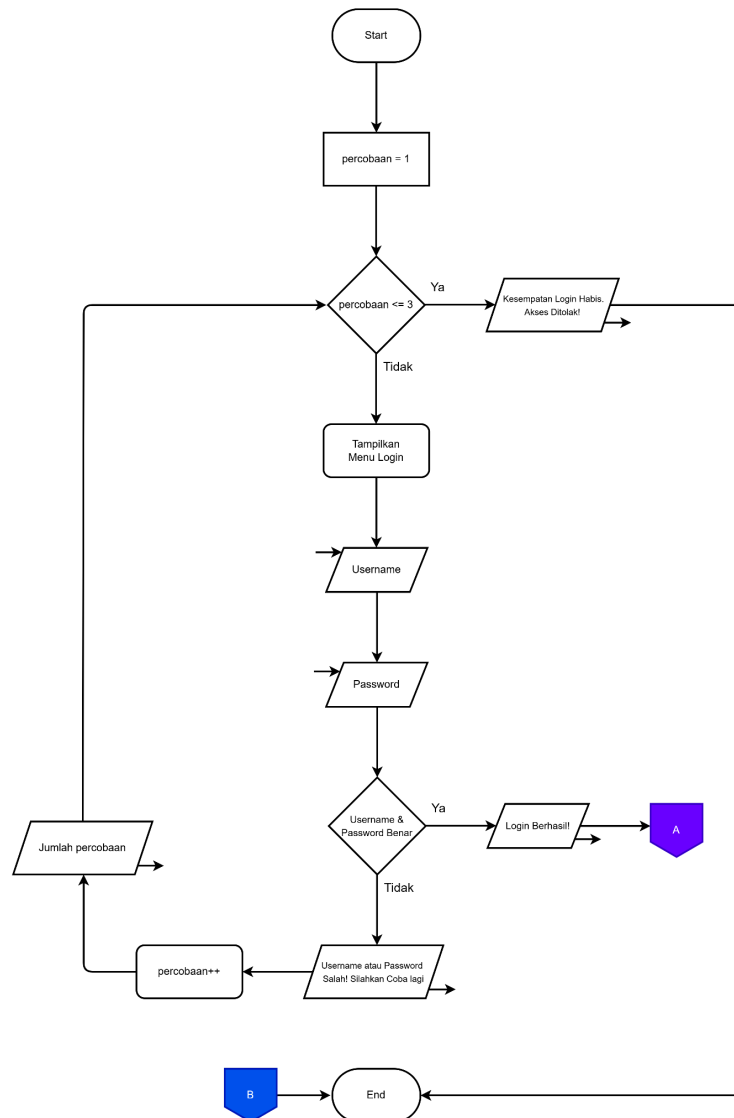 Start
percobaan = 1
percobaan <= 3
Ya
Kesempatan Login Habis.
Akses Ditolak!
Tidak
Tampilkan
Menu Login
Username
Password
Username &
Password Benar
Ya
Login Berhasil!
A
Tidak
Username atau Password
Salah! Silahkan Coba lagi
percobaan++
Jumlah percobaan
B
End